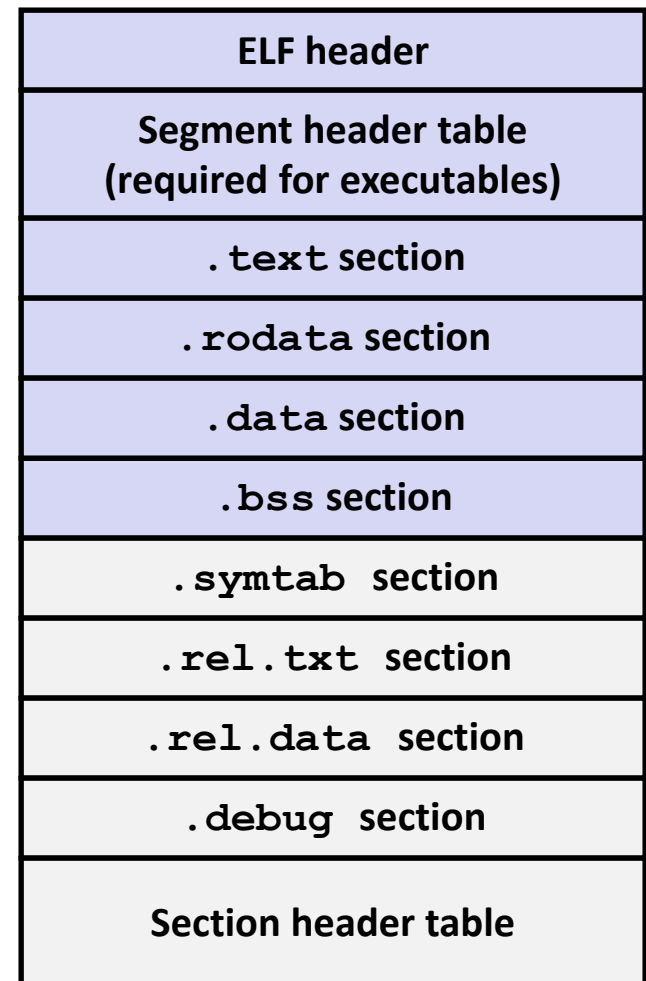 ELF header
Segment header table
(required for executables)
.text section
.rodata section
.data section
.bss section
.symtab section
.rel.txt section
.rel.data section
.debug section
Section header table